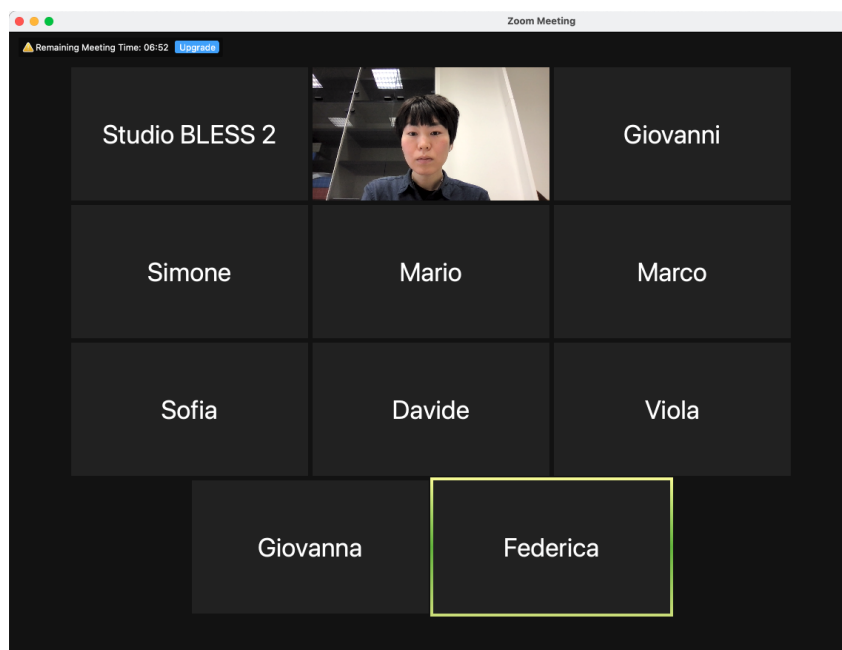 Zoom Meeting
Remaining Meeting Time: 06:52 Upgrade
Studio BLESS 2
Giovanni
Simone
Mario
Marco
Sofia
Davide
Viola
Giovanna
Federica